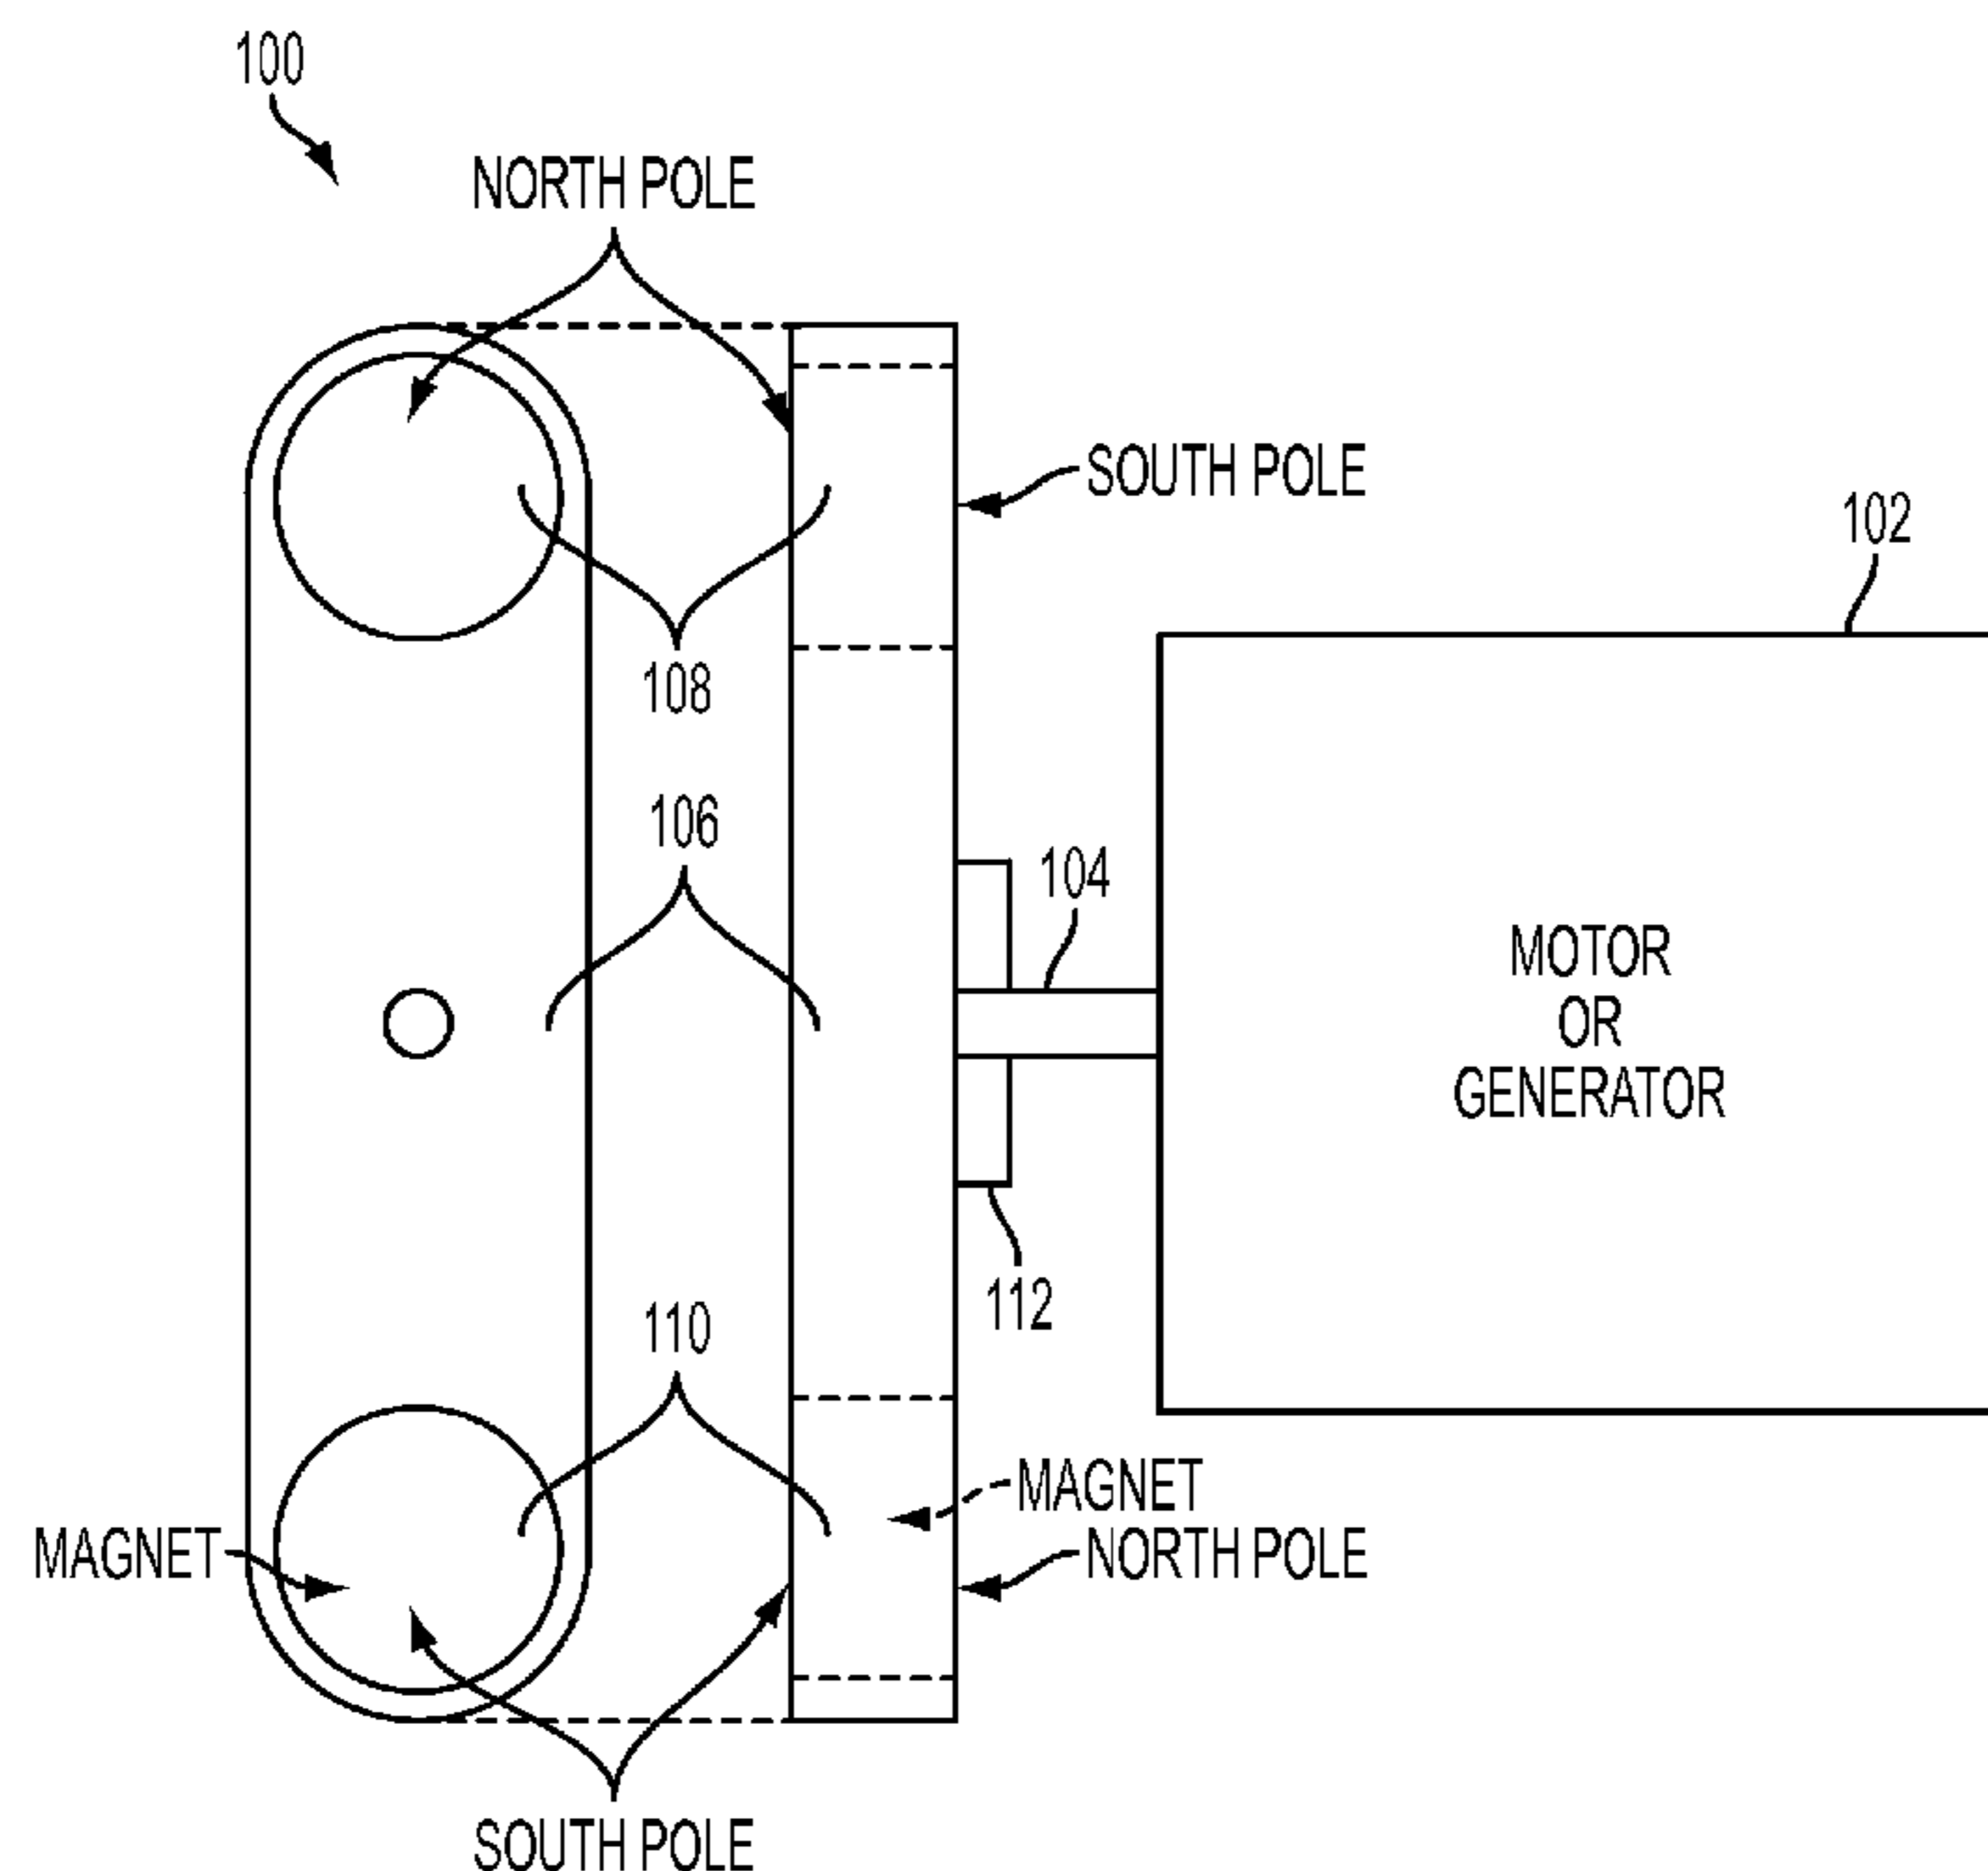 100
NORTH POLE
SOUTH POLE
102
108
106
104
MOTOR
OR
GENERATOR
112
110
MAGNET
MAGNET
NORTH POLE
SOUTH POLE